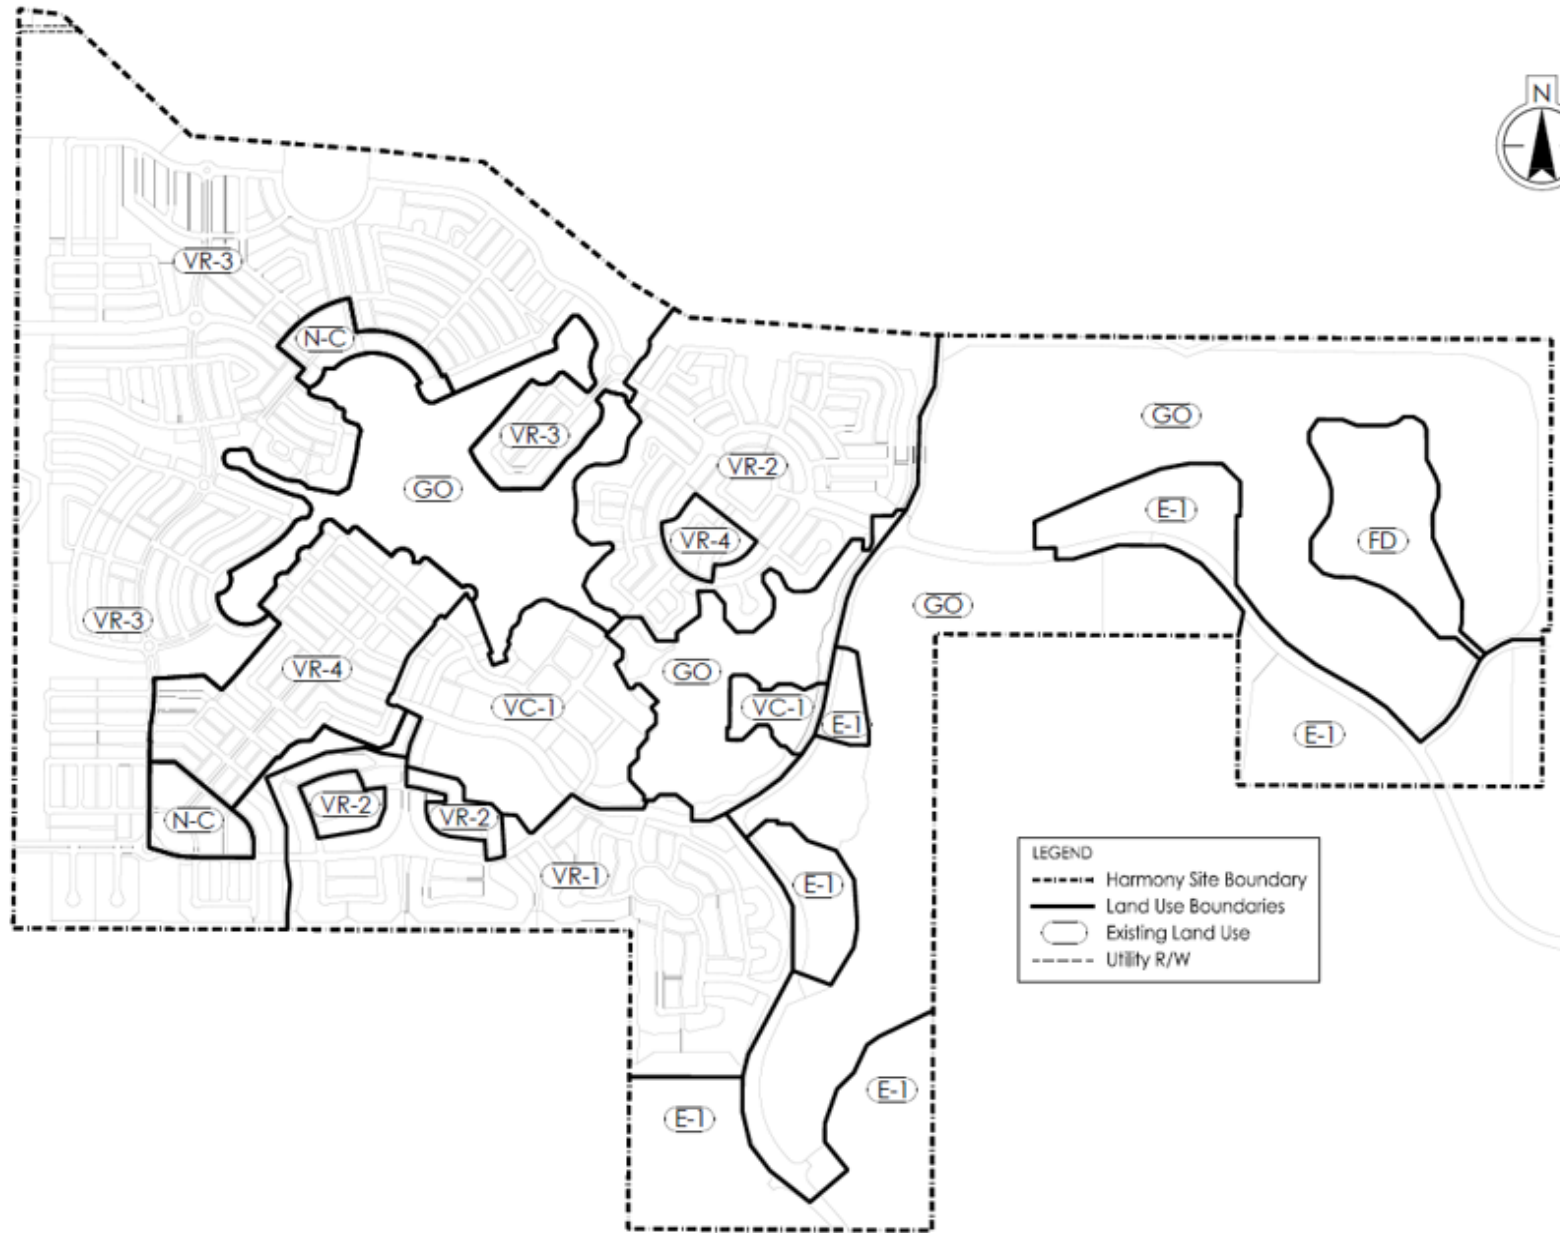 N
VR-3
N-C
VR-3
GO
VR-2
GO
E-1
FD
VR-4
GO
VR-3
VR-4
GO
VC-1
VC-1
E-1
E-1
VR-2
VR-2
N-C
VR-1
E-1
E-1
E-1
LEGEND
Harmony Site Boundary
Land Use Boundaries
Existing Land Use
Utility R/W